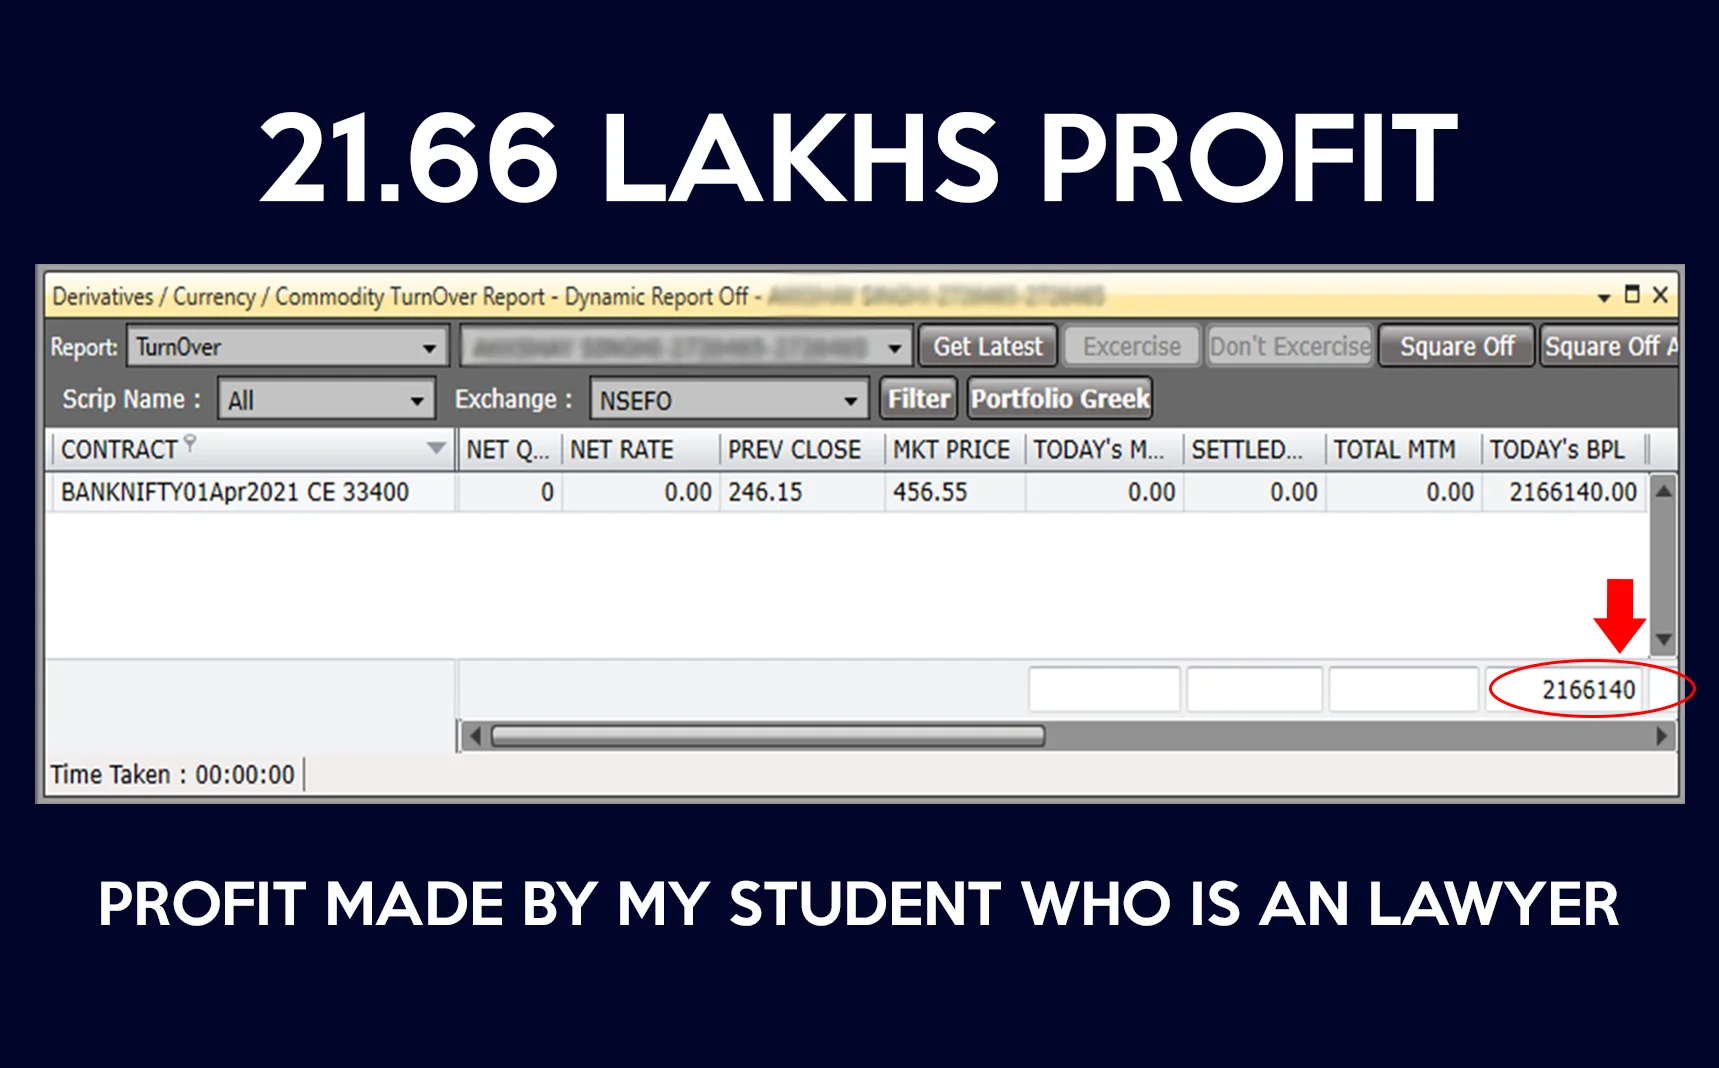 21.66 LAKHS PROFIT
Derivatives / Currency / Commodity TurnOver Report - Dynamic Report Off -
Report: TurnOver Get Latest Excercise Don't Excercise Square Off Square Off A
Scrip Name : All Exchange : NSEFO Filter Portfolio Greek
CONTRACT NET Q... NET RATE PREV CLOSE MKT PRICE TODAY's M... SETTLED... TOTAL MTM TODAY's BPL
BANKNIFTY01Apr2021 CE 33400 0 0.00 246.15 456.55 0.00 0.00 0.00 2166140.00
2166140
Time Taken : 00:00:00
PROFIT MADE BY MY STUDENT WHO IS AN LAWYER